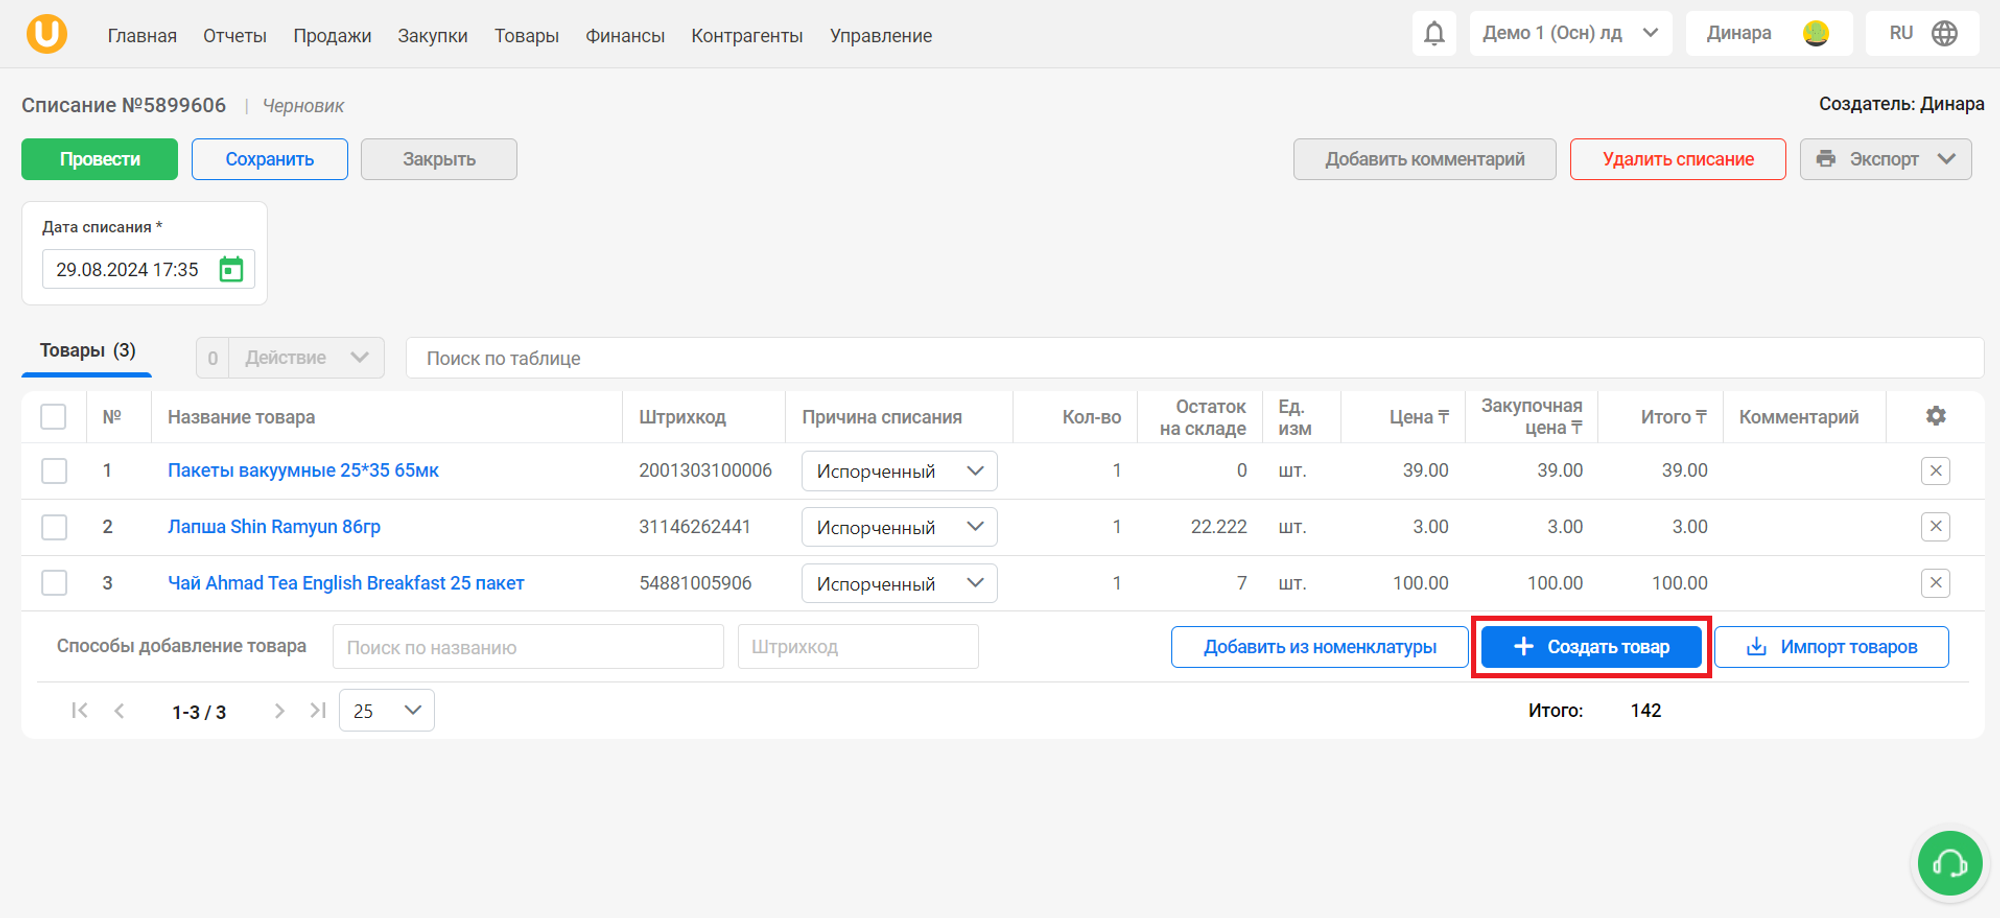 U
Главная Отчеты Продажи Закупки Товары Финансы Контрагенты Управление
Демо 1 (Осн) лд
Динара
RU
Списание №5899606 | Черновик
Создатель: Динара
Провести
Сохранить
Закрыть
Добавить комментарий
Удалить списание
Экспорт
Дата списания *
29.08.2024 17:35
Товары (3)
0 Действие
Поиск по таблице
№ Название товара Штрихкод Причина списания Кол-во Остаток на складе Ед. изм Цена ₸ Закупочная цена ₸ Итого ₸ Комментарий
1 Пакеты вакуумные 25*35 65мк 2001303100006 Испорченный 1 0 шт. 39.00 39.00 39.00
2 Лапша Shin Ramyun 86гр 31146262441 Испорченный 1 22.222 шт. 3.00 3.00 3.00
3 Чай Ahmad Tea English Breakfast 25 пакет 54881005906 Испорченный 1 7 шт. 100.00 100.00 100.00
Способы добавление товара
Поиск по названию
Штрихкод
Добавить из номенклатуры
Создать товар
Импорт товаров
1-3 / 3
25
Итого: 142